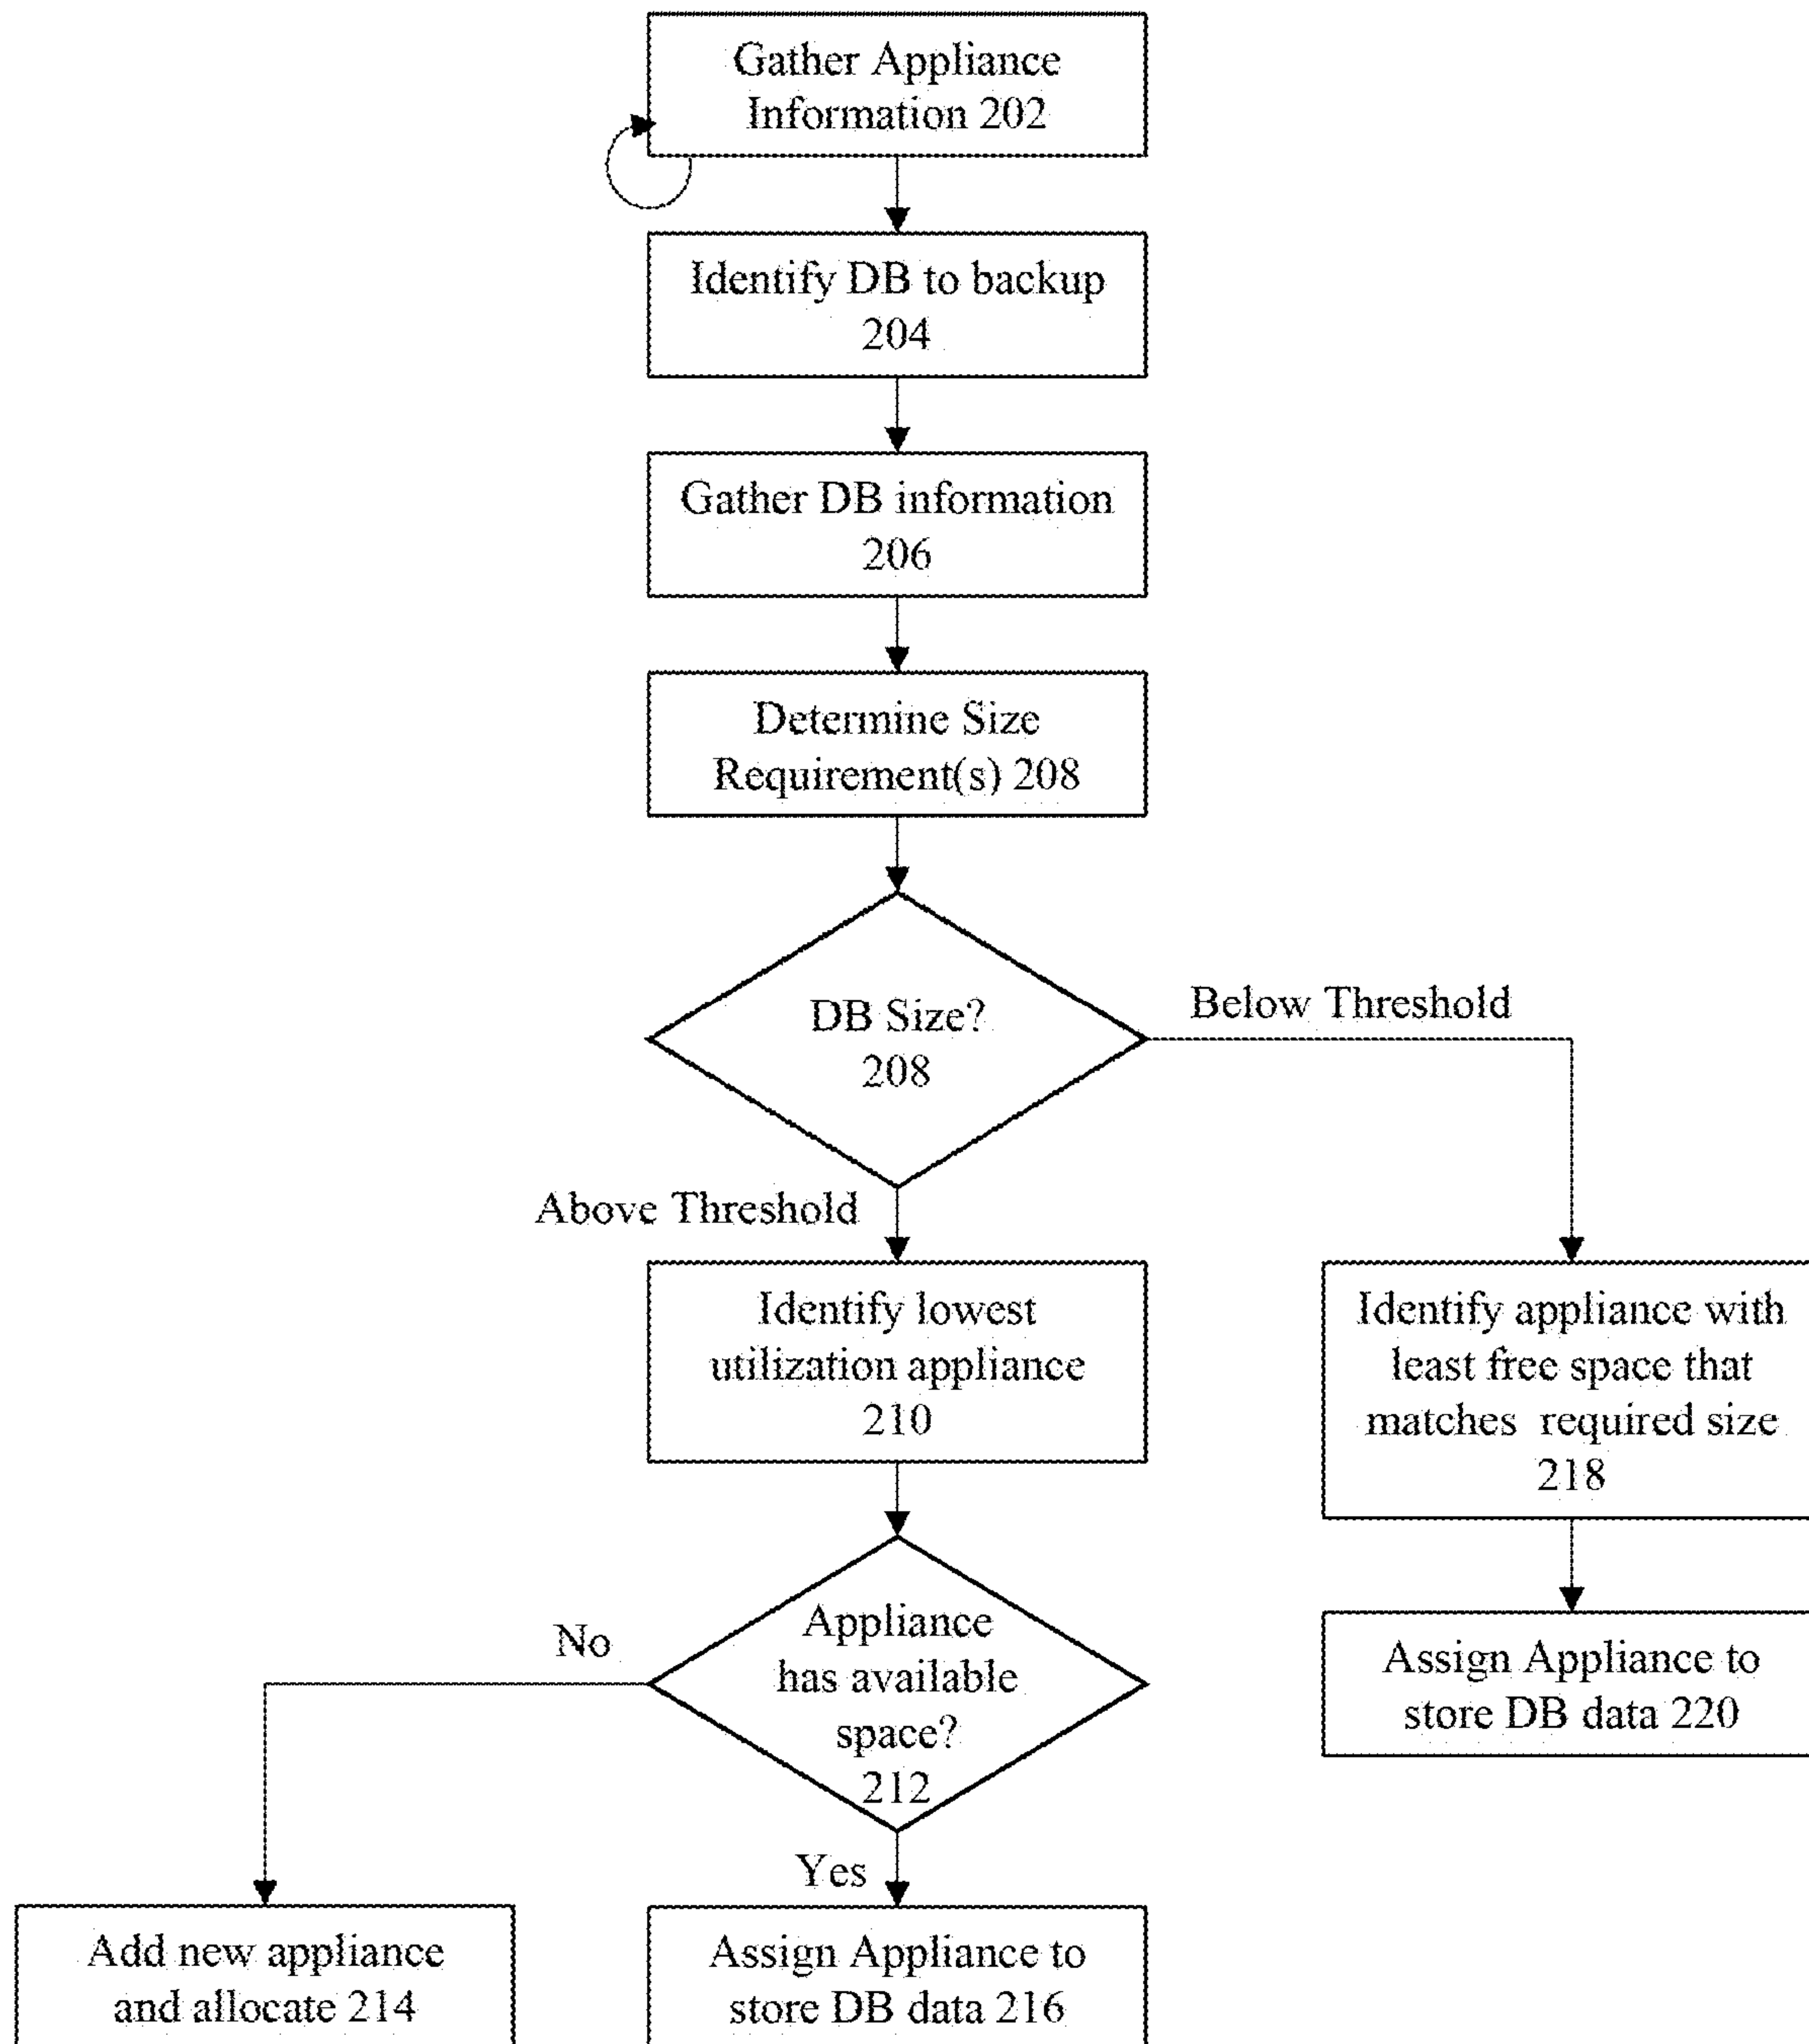 Gather Appliance
Information 202
Identify DB to backup
204
Gather DB information
206
Determine Size
Requirement(s) 208
DB Size?
208
Below Threshold
Above Threshold
Identify lowest
utilization appliance
210
Identify appliance with
least free space that
matches required size
218
Appliance
has available
space?
212
No
Assign Appliance to
store DB data 220
Yes
Add new appliance
and allocate 214
Assign Appliance to
store DB data 216